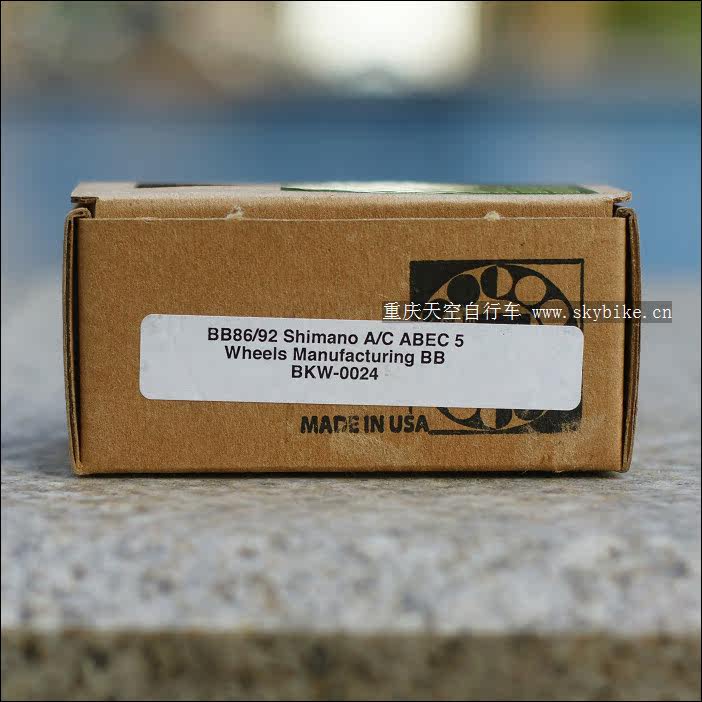 重庆天空自行车 www.skybike.cn
BB86/92 Shimano A/C ABEC 5
Wheels Manufacturing BB
BKW-0024
MADE IN USA